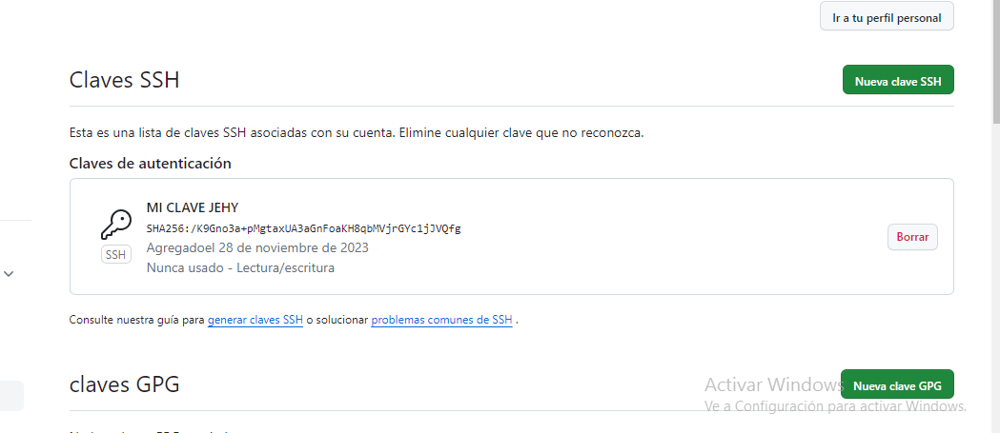 Ir a tu perfil personal
Claves SSH
Nueva clave SSH
Esta es una lista de claves SSH asociadas con su cuenta. Elimine cualquier clave que no reconozca.
Claves de autenticación
MI CLAVE JEHY
SHA256:/K9Gno3a+pMgtaxUA3aGnFoaKH8qbMVjrGYc1jJVQfg
SSH
Agregadoel 28 de noviembre de 2023
Nunca usado - Lectura/escritura
Borrar
Consulte nuestra guía para generar claves SSH o solucionar problemas comunes de SSH .
claves GPG
Nueva clave GPG
Activar Windows
Ve a Configuración para activar Windows.